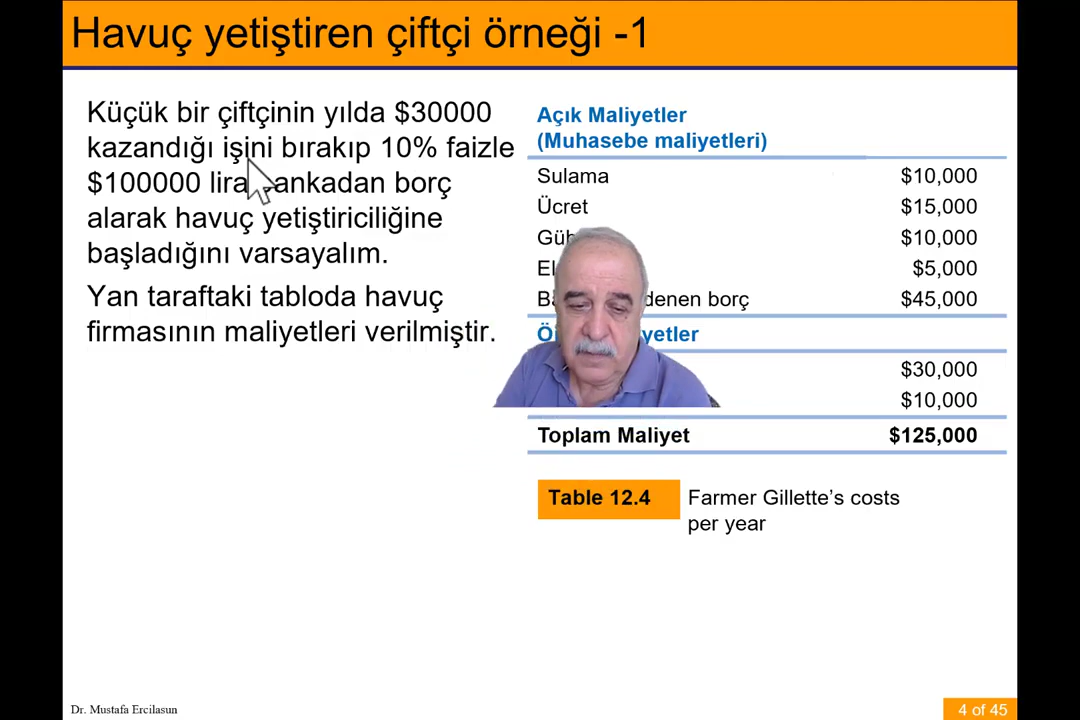 Havuç yetiştiren çiftçi örneği -1
Küçük bir çiftçinin yılda $30000
kazandığı işini bırakıp 10% faizle
$100000 lira borç
alarak havuç yetiştiriciliğine
başladığını varsayalım.
Yan taraftaki tabloda havuç
firmasının maliyetleri verilmiştir.
Açık Maliyetler
(Muhasebe maliyetleri)
Sulama $10,000
Ücret $15,000
$10,000
$5,000
borç $45,000
$30,000
$10,000
Toplam Maliyet $125,000
Table 12.4 Farmer Gillette’s costs
per year
Dr. Mustafa Ercilasun
4 of 45